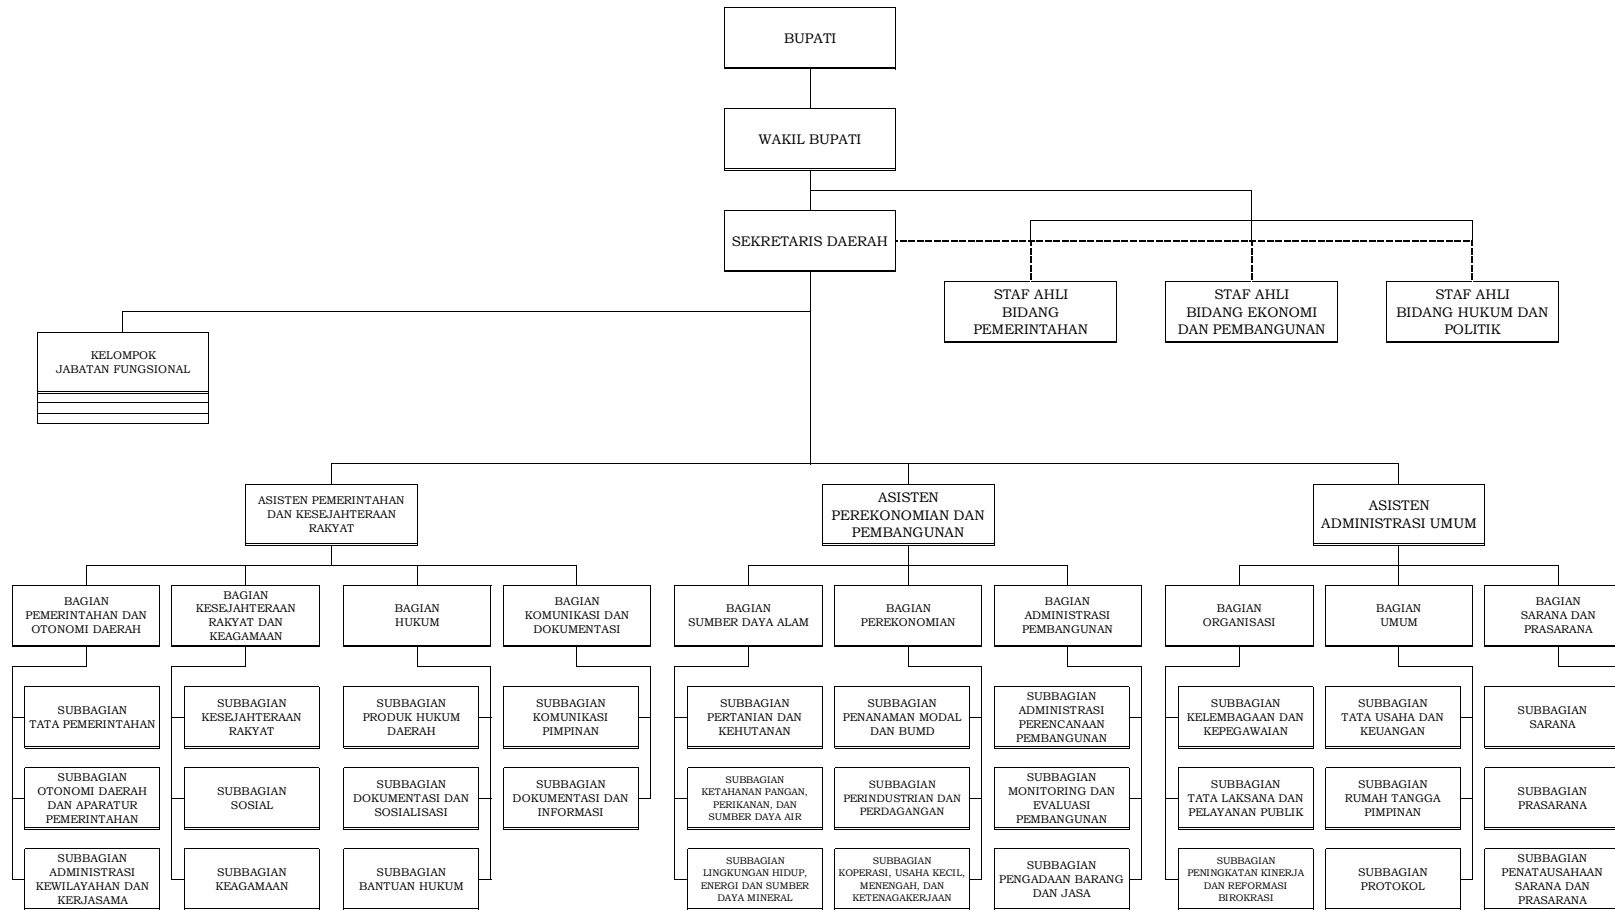 BUPATI
WAKIL BUPATI
SEKRETARIS DAERAH
STAF AHLI
BIDANG
PEMERINTAHAN
STAF AHLI
BIDANG EKONOMI
DAN PEMBANGUNAN
STAF AHLI
BIDANG HUKUM DAN
POLITIK
KELOMPOK
JABATAN FUNGSIONAL
ASISTEN PEMERINTAHAN
DAN KESEJAHTERAAN
RAKYAT
ASISTEN
PEREKONOMIAN DAN
PEMBANGUNAN
ASISTEN
ADMINISTRASI UMUM
BAGIAN
PEMERINTAHAN DAN
OTONOMI DAERAH
BAGIAN
KESEJAHTERAAN
RAKYAT DAN
KEAGAMAAN
BAGIAN
HUKUM
BAGIAN
KOMUNIKASI DAN
DOKUMENTASI
BAGIAN
SUMBER DAYA ALAM
BAGIAN
PEREKONOMIAN
BAGIAN
ADMINISTRASI
PEMBANGUNAN
BAGIAN
ORGANISASI
BAGIAN
UMUM
BAGIAN
SARANA DAN
PRASARANA
SUBBAGIAN
TATA PEMERINTAHAN
SUBBAGIAN
KESEJAHTERAAN
RAKYAT
SUBBAGIAN
PRODUK HUKUM
DAERAH
SUBBAGIAN
KOMUNIKASI
PIMPINAN
SUBBAGIAN
PERTANIAN DAN
KEHUTANAN
SUBBAGIAN
PENANAMAN MODAL
DAN BUMD
SUBBAGIAN
ADMINISTRASI
PERENCANAAN
PEMBANGUNAN
SUBBAGIAN
KELEMBAGAAN DAN
KEPEGAWAIAN
SUBBAGIAN
TATA USAHA DAN
KEUANGAN
SUBBAGIAN
SARANA
SUBBAGIAN
OTONOMI DAERAH
DAN APARATUR
PEMERINTAHAN
SUBBAGIAN
SOSIAL
SUBBAGIAN
DOKUMENTASI DAN
SOSIALISASI
SUBBAGIAN
DOKUMENTASI DAN
INFORMASI
SUBBAGIAN
KETAHANAN PANGAN,
PERIKANAN, DAN
SUMBER DAYA AIR
SUBBAGIAN
PERINDUSTRIAN DAN
PERDAGANGAN
SUBBAGIAN
MONITORING DAN
EVALUASI
PEMBANGUNAN
SUBBAGIAN
TATA LAKSANA DAN
PELAYANAN PUBLIK
SUBBAGIAN
RUMAH TANGGA
PIMPINAN
SUBBAGIAN
PRASARANA
SUBBAGIAN
ADMINISTRASI
KEWILAYAHAN DAN
KERJASAMA
SUBBAGIAN
KEAGAMAAN
SUBBAGIAN
BANTUAN HUKUM
SUBBAGIAN
LINGKUNGAN HIDUP,
ENERGI DAN SUMBER
DAYA MINERAL
SUBBAGIAN
KOPERASI, USAHA KECIL,
MENENGAH, DAN
KETENAGAKERJAAN
SUBBAGIAN
PENGADAAN BARANG
DAN JASA
SUBBAGIAN
PENINGKATAN KINERJA
DAN REFORMASI
BIROKRASI
SUBBAGIAN
PROTOKOL
SUBBAGIAN
PENATAUSAHAAN
SARANA DAN
PRASARANA